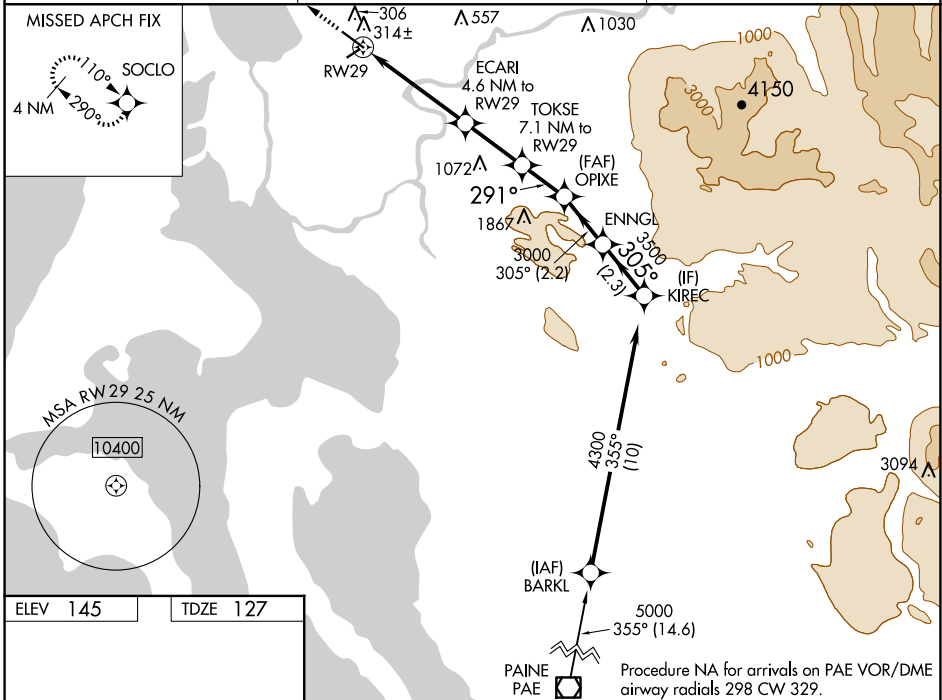 MISSED APCH FIX
110°
SOCLO
4 NM
290°
306
314±
557
1030
RW29
ECARI
4.6 NM to
RW29
TOKSE
7.1 NM to
RW29
1000
3000
4150
1072
291°
(FAF)
OPIXE
1867
ENNGL
3000
305° (2.2)
3500
305°
(2.3)
(IF)
KIREC
1000
MSA RW 29 25 NM
10400
4300
355°
(10)
3094
(IAF)
BARKL
ELEV 145
TDZE 127
5000
355° (14.6)
PAINE
PAE
Procedure NA for arrivals on PAE VOR/DME
airway radials 298 CW 329.